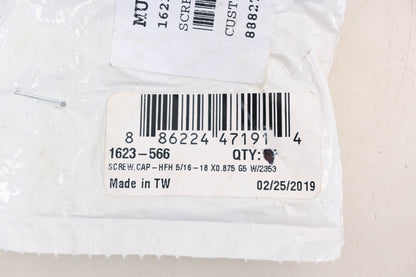 MU
162
SCRE
CUST
8882
8 86224 47191 4
1623-566 QTY:
SCREW,CAP-HFH 5/16-18 X0.875 G5 W/2353
Made in TW 02/25/2019